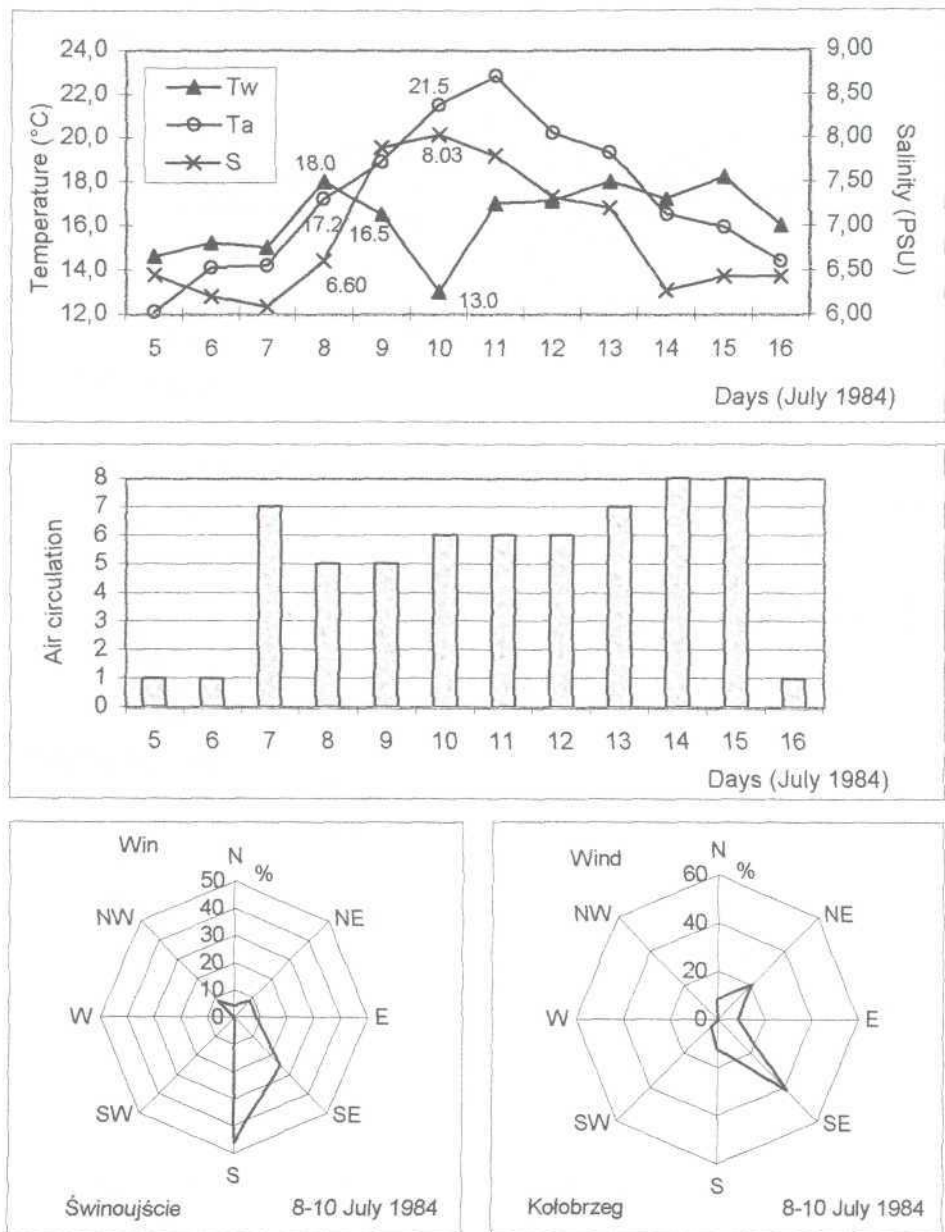 24,0 9,00
22,0 8,50
20,0 8,00
18,0 7,50
16,0 7,00
14,0 6,50
12,0 6,00
Temperature (°C)
Salinity (PSU)
Tw
Ta
S
18.0
17.2
16.5
6.60
21.5
8.03
13.0
5 6 7 8 9 10 11 12 13 14 15 16
Days (July 1984)
Air circulation
8
7
6
5
4
3
2
1
0
5 6 7 8 9 10 11 12 13 14 15 16
Days (July 1984)
Win
N
%
50
40
30
20
10
0
NW NE
W E
SW SE
S
Świnoujście 8-10 July 1984
Wind
N
%
60
40
20
0
NW NE
W E
SW SE
S
Kołobrzeg 8-10 July 1984